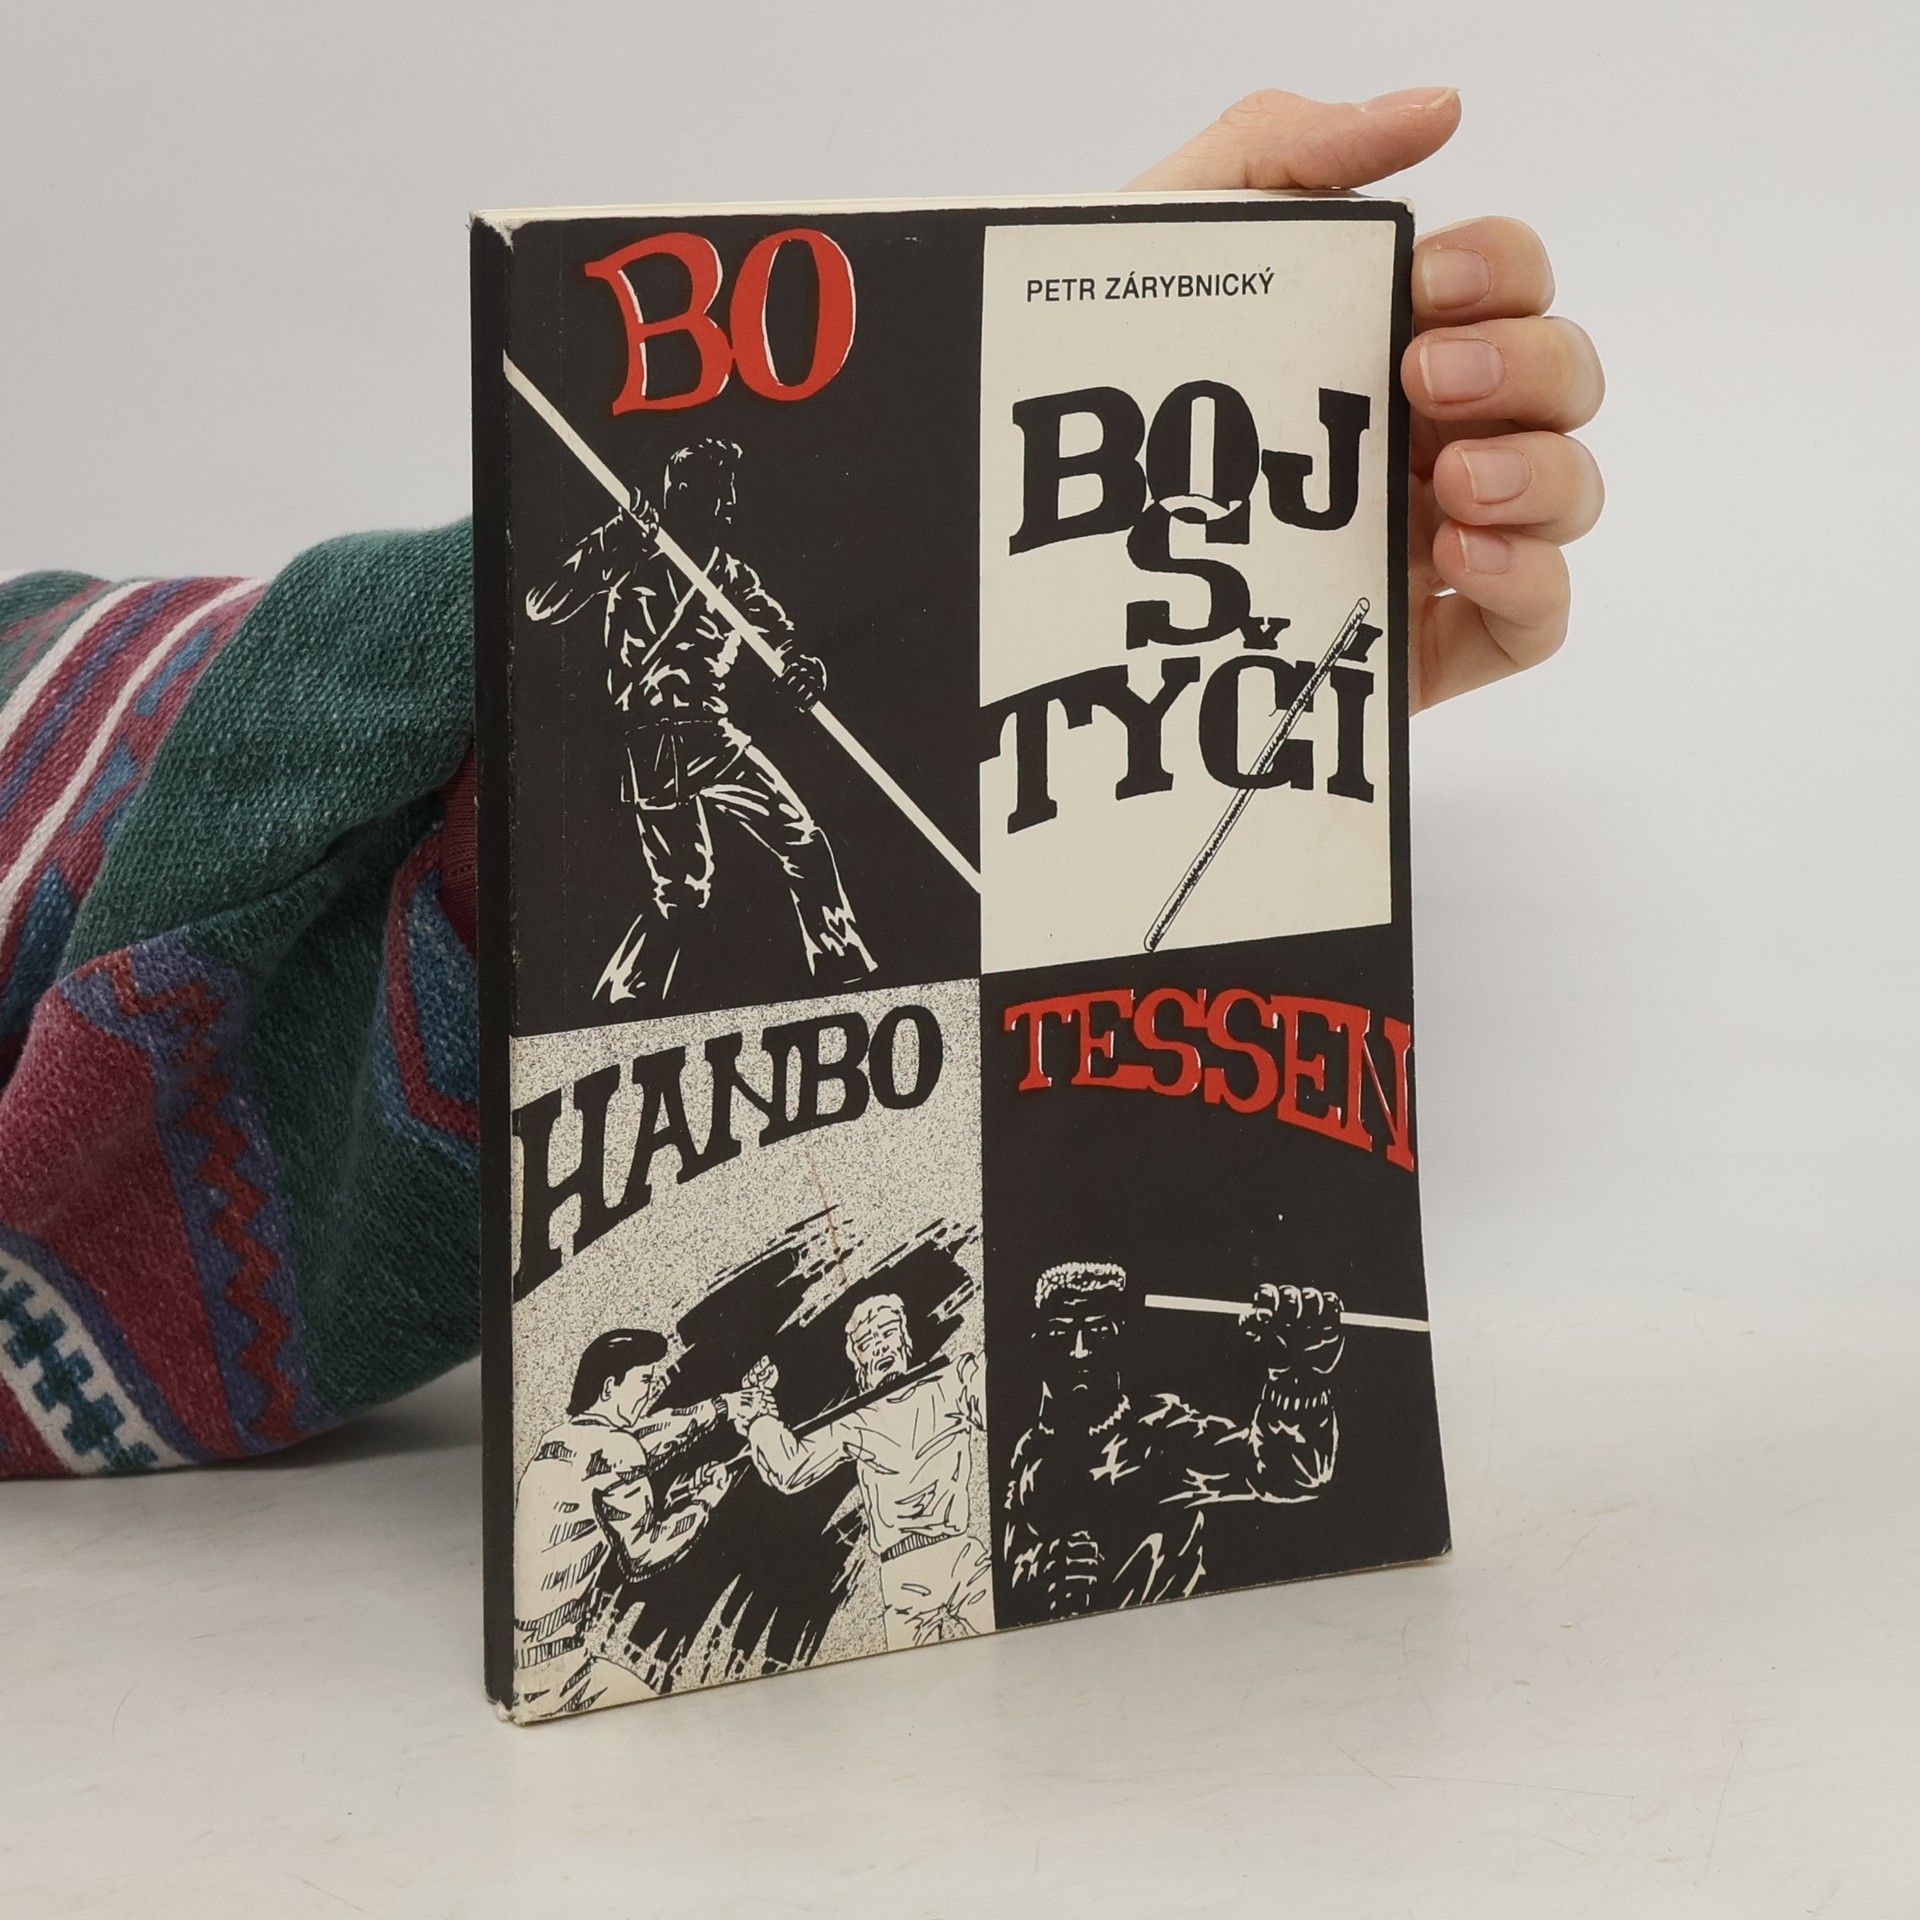 BO
PETR ZÁRYBNICKÝ
BOJ
S
TYČÍ
HANBO
TESSEN